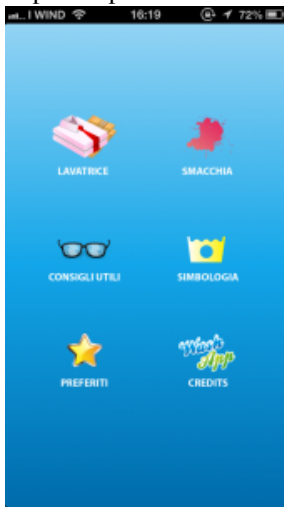 I WIND 16:19 72%
LAVATRICE SMACCHIA
CONSIGLI UTILI SIMBOLOGIA
Wash
App
PREFERITI CREDITS